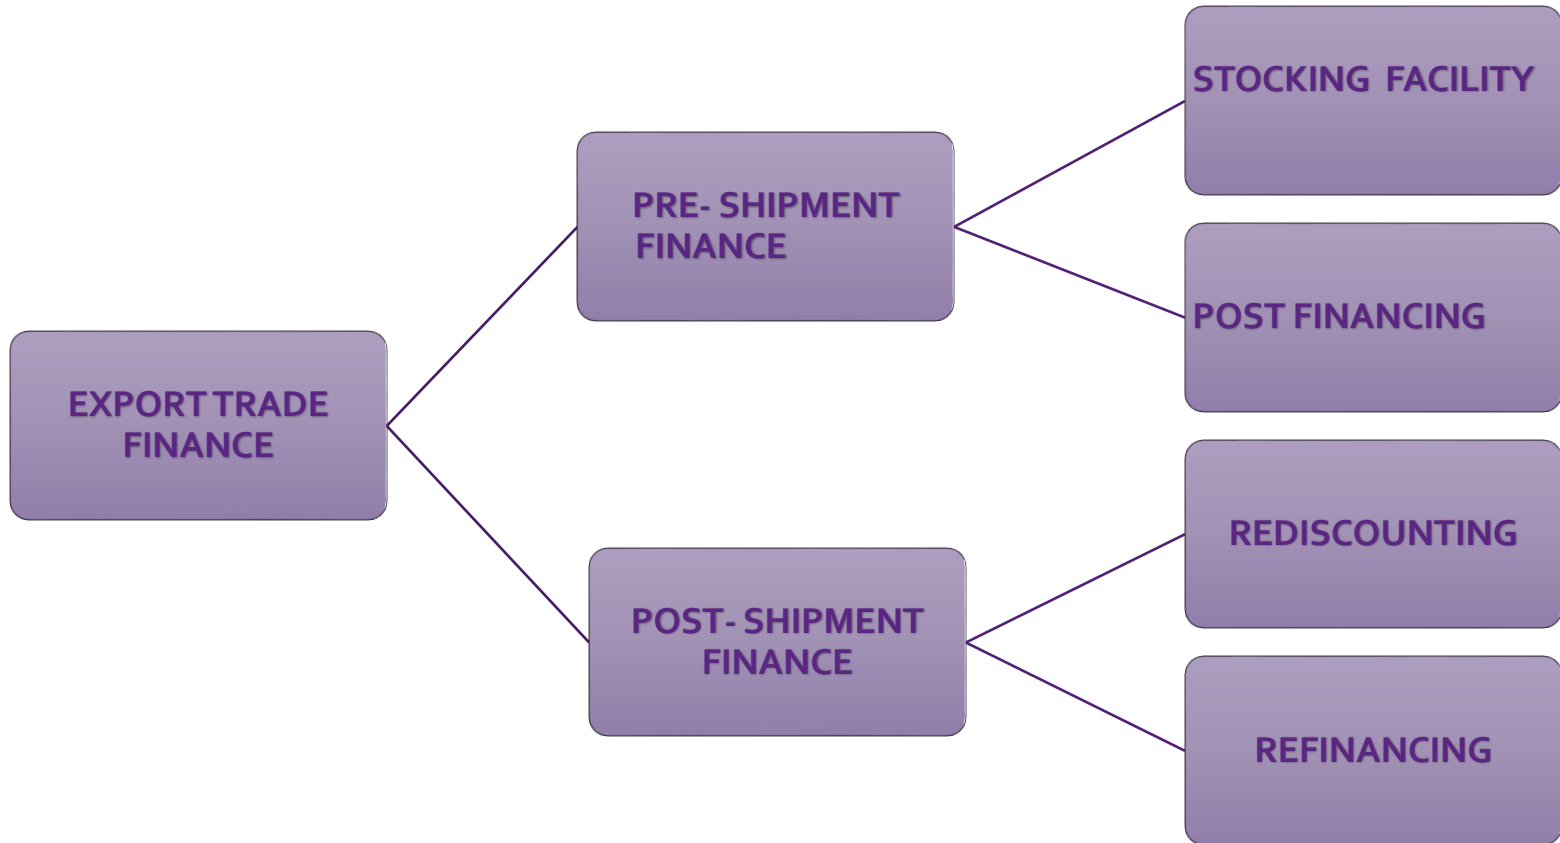 EXPORT TRADE
FINANCE
PRE- SHIPMENT
FINANCE
POST- SHIPMENT
FINANCE
STOCKING FACILITY
POST FINANCING
REDISCOUNTING
REFINANCING